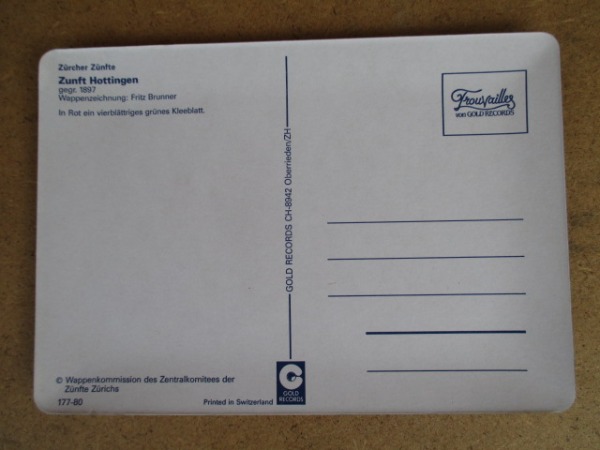 Zürcher Zünfte
Zunft Hottingen
gegr. 1897
Wappenzeichnung: Fritz Brunner
In Rot ein vierblättriges grünes Kleeblatt.
Trouvailles
von GOLD RECORDS
GOLD RECORDS CH-8942 Oberrieden/ZH
© Wappenkommission des Zentralkomitees der
Zünfte Zürichs
177-80
Printed in Switzerland
GOLD
RECORDS